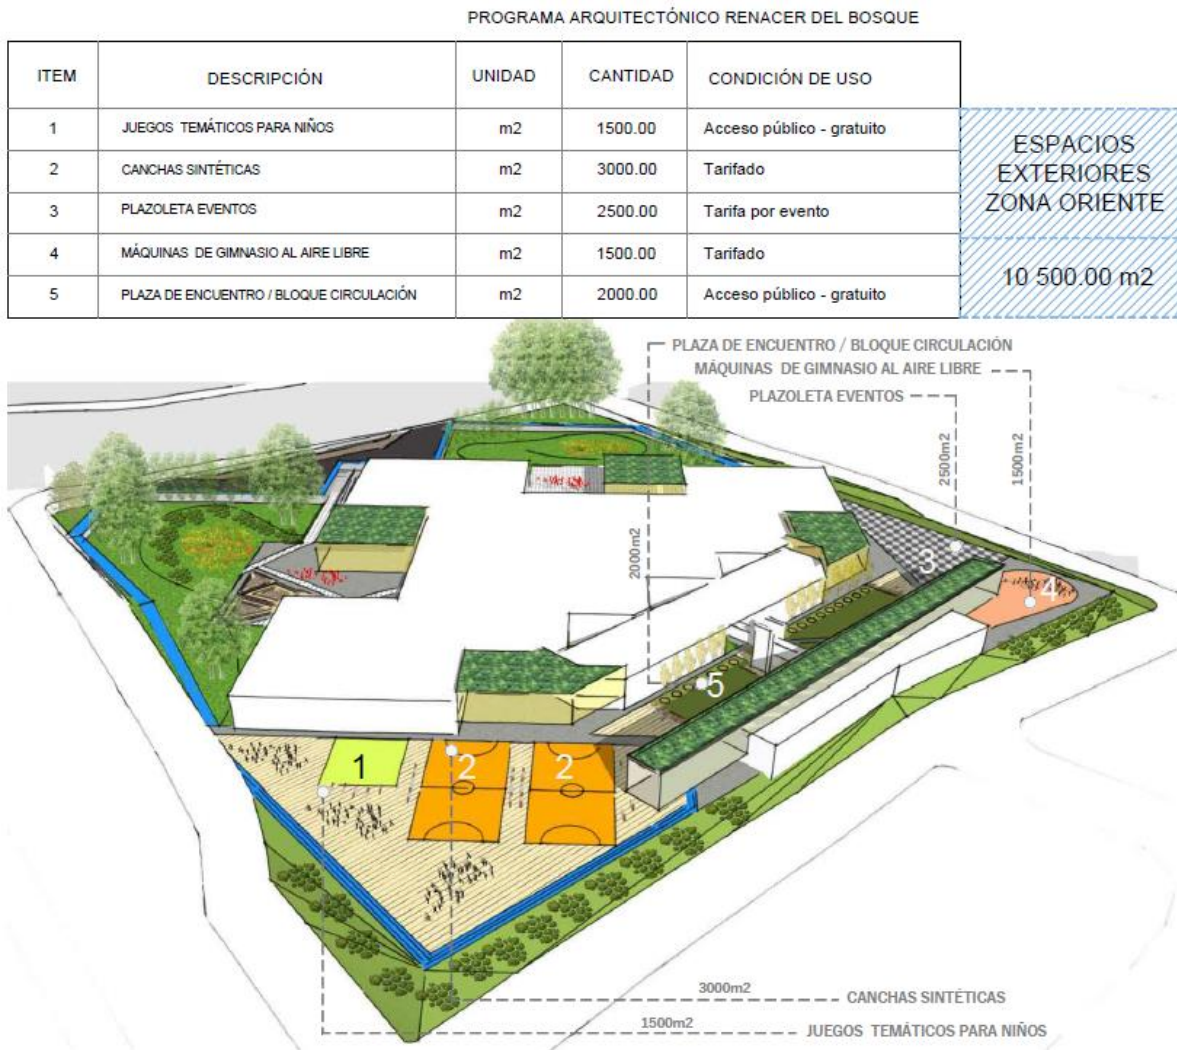 PROGRAMA ARQUITECTÓNICO RENACER DEL BOSQUE
ITEM DESCRIPCIÓN UNIDAD CANTIDAD CONDICIÓN DE USO
1 JUEGOS TEMÁTICOS PARA NIÑOS m2 1500.00 Acceso público - gratuito
2 CANCHAS SINTÉTICAS m2 3000.00 Tarifado
3 PLAZOLETA EVENTOS m2 2500.00 Tarifa por evento
4 MÁQUINAS DE GIMNASIO AL AIRE LIBRE m2 1500.00 Tarifado
5 PLAZA DE ENCUENTRO / BLOQUE CIRCULACIÓN m2 2000.00 Acceso público - gratuito
ESPACIOS
EXTERIORES
ZONA ORIENTE
10 500.00 m2
PLAZA DE ENCUENTRO / BLOQUE CIRCULACIÓN
MÁQUINAS DE GIMNASIO AL AIRE LIBRE
PLAZOLETA EVENTOS
2500m2
1500m2
2000m2
3
4
5
1
2
2
3000m2
CANCHAS SINTÉTICAS
1500m2
JUEGOS TEMÁTICOS PARA NIÑOS